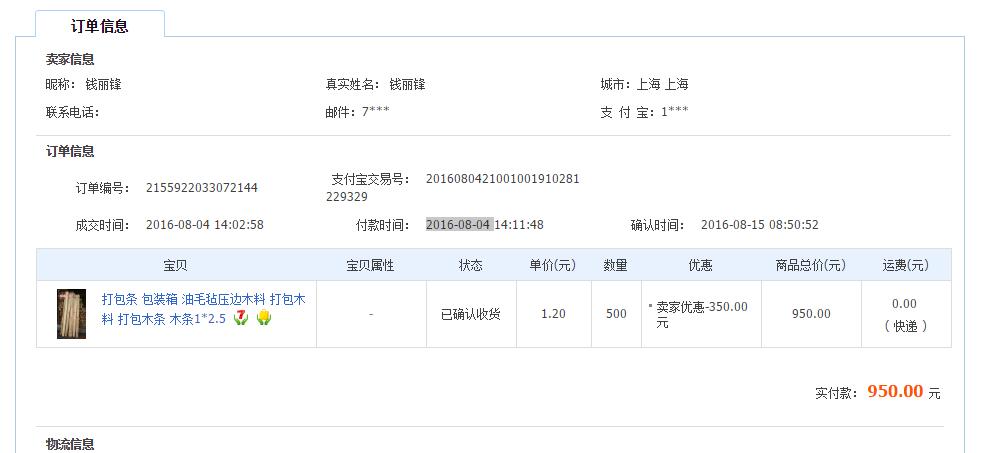 订单信息
卖家信息
昵称： 钱丽锋 真实姓名： 钱丽锋 城市：上海 上海
联系电话： 邮件：7*** 支 付 宝：1***
订单信息
订单编号： 2155922033072144 支付宝交易号： 2016080421001001910281
229329
成交时间： 2016-08-04 14:02:58 付款时间： 2016-08-04 14:11:48 确认时间： 2016-08-15 08:50:52
宝贝 宝贝属性 状态 单价(元) 数量 优惠 商品总价(元) 运费(元)
打包条 包装箱 油毛毡压边木料 打包木
料 打包木条 木条1*2.5 7
- 已确认收货 1.20 500
卖家优惠-350.00
元
950.00
0.00
( 快递 )
实付款： 950.00 元
物流信息